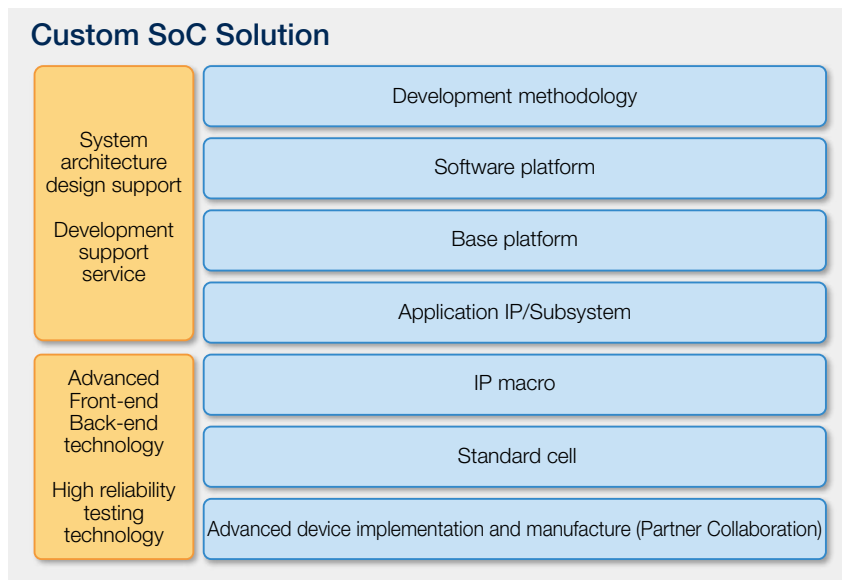 Custom SoC Solution
System
architecture
design support
Development
support
service
Development methodology
Software platform
Base platform
Application IP/Subsystem
Advanced
Front-end
Back-end
technology
High reliability
testing
technology
IP macro
Standard cell
Advanced device implementation and manufacture (Partner Collaboration)